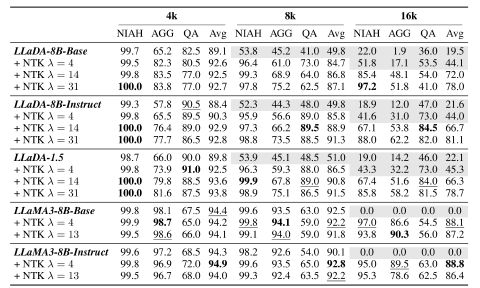 4k 8k 16k
NIAH AGG QA Avg NIAH AGG QA Avg NIAH AGG QA Avg
LLaDA-8B-Base 99.7 65.2 82.5 89.1 53.8 45.2 41.0 49.8 22.0 1.9 36.0 19.5
+ NTK λ = 4 99.5 82.3 80.5 92.6 96.4 61.0 73.0 84.7 51.8 17.1 53.5 44.1
+ NTK λ = 14 99.8 83.5 77.0 92.5 99.3 68.9 64.0 86.8 85.4 48.1 54.0 72.0
+ NTK λ = 31 100.0 83.8 77.0 92.7 97.8 75.2 62.5 87.1 97.2 51.8 41.0 78.0
LLaDA-8B-Instruct 99.3 57.8 90.5 88.4 52.3 44.3 48.0 49.8 18.9 12.0 47.0 21.6
+ NTK λ = 4 99.8 65.5 89.5 90.3 95.9 56.6 89.0 85.8 41.6 31.0 73.0 44.0
+ NTK λ = 14 100.0 76.4 89.0 92.9 97.3 66.2 89.5 88.9 67.1 53.8 84.5 66.7
+ NTK λ = 31 100.0 77.7 86.5 92.8 98.8 73.5 88.5 91.3 88.0 62.2 82.0 81.1
LLaDA-1.5 98.7 66.0 90.0 89.8 53.9 45.1 48.5 51.0 19.0 14.2 46.0 22.1
+ NTK λ = 4 99.8 73.9 91.0 92.5 96.3 59.3 88.0 86.5 43.3 32.2 73.0 45.3
+ NTK λ = 14 100.0 79.8 88.5 93.6 99.9 67.8 89.0 90.8 67.4 51.6 84.0 66.3
+ NTK λ = 31 100.0 81.6 87.5 93.8 98.9 75.1 86.5 91.5 85.8 58.2 81.5 78.7
LLaMA3-8B-Base 99.8 98.1 67.5 94.4 99.6 93.5 63.0 92.5 0.0 0.0 0.0 0.0
+ NTK λ = 4 99.9 98.7 65.0 94.2 99.8 94.1 59.0 92.2 97.0 86.6 54.5 88.1
+ NTK λ = 13 99.5 98.6 66.0 94.1 99.1 94.0 59.0 91.8 93.8 90.3 56.0 87.2
LLaMA3-8B-Instruct 99.6 97.2 68.5 94.3 98.2 92.6 54.0 90.1 0.0 0.0 0.0 0.0
+ NTK λ = 4 99.8 96.9 72.0 94.9 99.6 93.5 65.0 92.8 95.0 89.5 63.0 88.8
+ NTK λ = 13 99.5 96.7 68.0 94.0 99.3 92.4 63.5 92.2 95.3 78.6 62.5 86.4